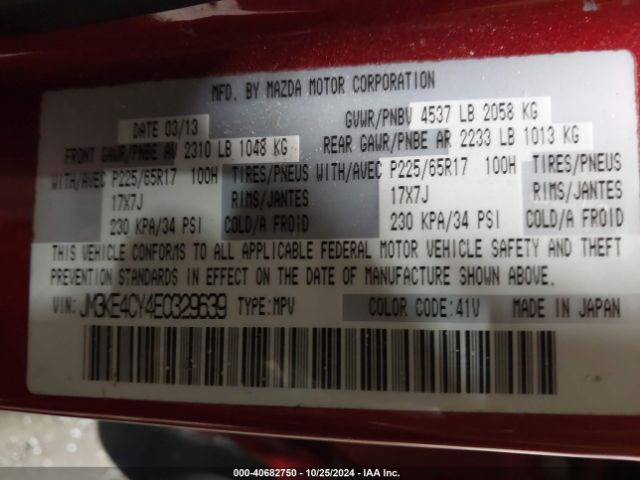 MFD. BY MAZDA MOTOR CORPORATION
DATE 03/13 GVWR/PNBV 4537 LB 2058 KG
FRONT GAWR/PNBE AV 2310 LB 1048 KG REAR GAWR/PNBE AR 2233 LB 1013 KG
WITH/AVEC P225/65R17 100H TIRES/PNEUS WITH/AVEC P225/65R17 100H TIRES/PNEUS
17X7J RIMS/JANTES 17X7J RIMS/JANTES
230 KPA/34 PSI COLD/A FROID 230 KPA/34 PSI COLD/A FROID
THIS VEHICLE CONFORMS TO ALL APPLICABLE FEDERAL MOTOR VEHICLE SAFETY AND THEFT
PREVENTION STANDARDS IN EFFECT ON THE DATE OF MANUFACTURE SHOWN ABOVE.
VIN: JM3KE4CY4E0329639 TYPE:MPV COLOR CODE:41V MADE IN JAPAN
000-40682750 - 10/25/2024 - IAA Inc.